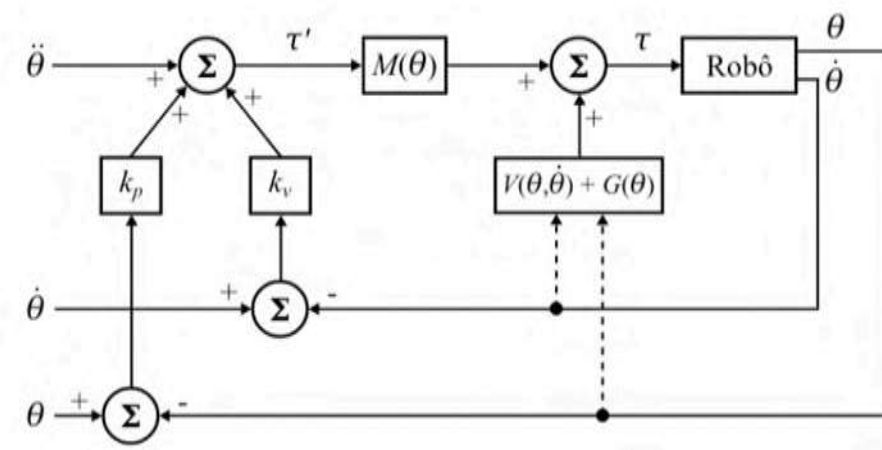 θ̈ + Σ τ′ M(θ) + Σ τ Robô θ
+ + + θ̇
k_p k_v V(θ,θ̇) + G(θ)
θ̇ + Σ -
θ + Σ -